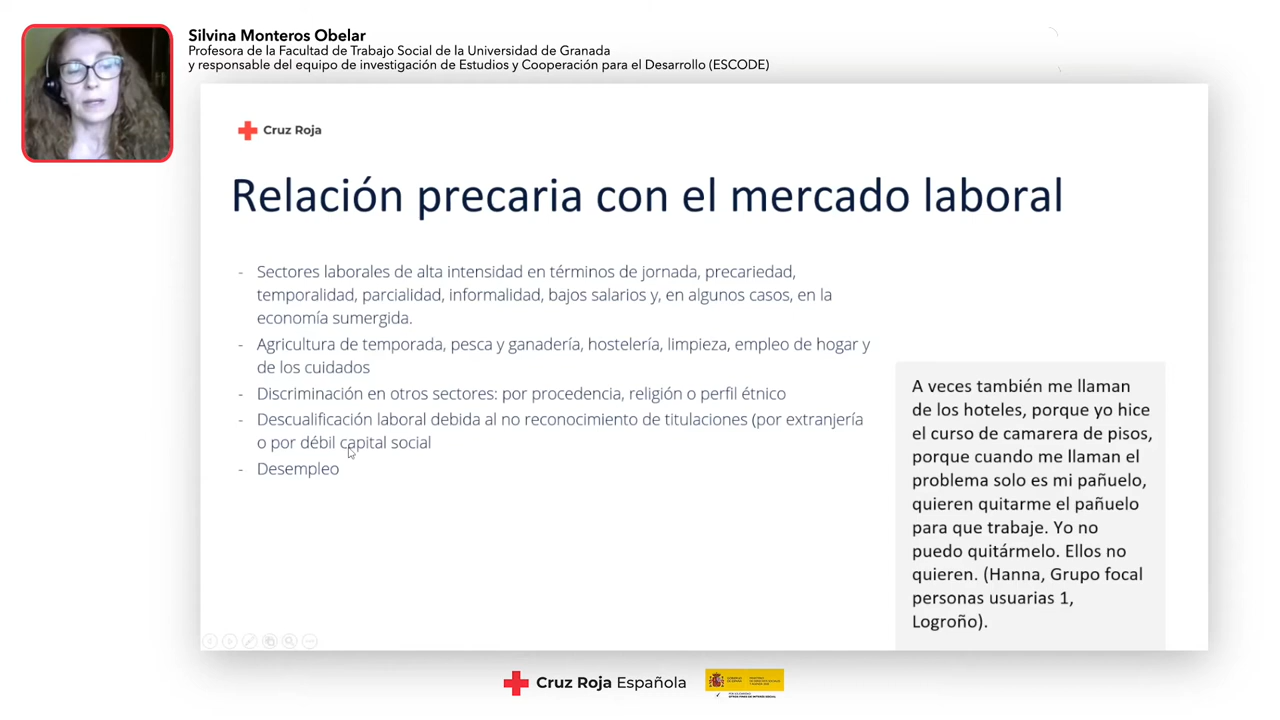 Silvina Monteros Obelar
Profesora de la Facultad de Trabajo Social de la Universidad de Granada
y responsable del equipo de investigación de Estudios y Cooperación para el Desarrollo (ESCODE)
Cruz Roja
Relación precaria con el mercado laboral
- Sectores laborales de alta intensidad en términos de jornada, precariedad,
temporalidad, parcialidad, informalidad, bajos salarios y, en algunos casos, en la
economía sumergida.
- Agricultura de temporada, pesca y ganadería, hostelería, limpieza, empleo de hogar y
de los cuidados
- Discriminación en otros sectores: por procedencia, religión o perfil étnico
- Descualificación laboral debida al no reconocimiento de titulaciones (por extranjería
o por débil capital social
- Desempleo
A veces también me llaman
de los hoteles, porque yo hice
el curso de camarera de pisos,
porque cuando me llaman el
problema solo es mi pañuelo,
quieren quitarme el pañuelo
para que trabaje. Yo no
puedo quitármelo. Ellos no
quieren. (Hanna, Grupo focal
personas usuarias 1,
Logroño).
Cruz Roja Española